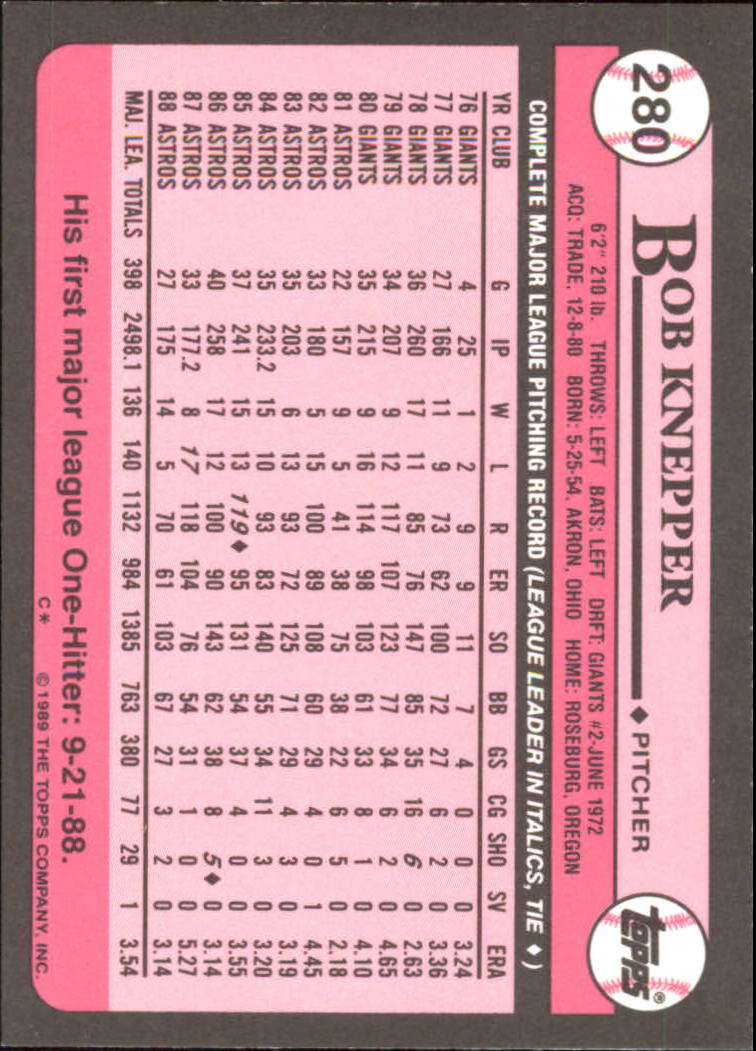 280
BOB KNEPPER ♦ PITCHER
TOPPS®
6'2" 210 lb. THROWS: LEFT BATS: LEFT DRFT: GIANTS #2-JUNE 1972
ACQ: TRADE, 12-8-80 BORN: 5-25-54, AKRON, OHIO HOME: ROSEBURG, OREGON
COMPLETE MAJOR LEAGUE PITCHING RECORD (LEAGUE LEADER IN ITALICS, TIE ♦)
YR CLUB G IP W L R ER SO BB GS CG SHO SV ERA
76 GIANTS 4 25 1 2 9 9 11 7 4 0 0 0 3.24
77 GIANTS 27 166 11 9 73 62 100 72 27 6 2 0 3.36
78 GIANTS 36 260 17 11 85 76 147 85 35 16 6 0 2.63
79 GIANTS 34 207 9 12 117 107 123 77 34 6 2 0 4.65
80 GIANTS 35 215 9 16 114 98 103 61 33 8 1 0 4.10
81 ASTROS 22 157 9 5 41 38 75 38 22 6 5 0 2.18
82 ASTROS 33 180 5 15 100 89 108 60 29 4 0 1 4.45
83 ASTROS 35 203 6 13 93 72 125 71 29 4 3 0 3.19
84 ASTROS 35 233.2 15 10 93 83 140 55 34 11 3 0 3.20
85 ASTROS 37 241 15 13 119♦ 95 131 54 37 4 0 0 3.55
86 ASTROS 40 258 17 12 100 90 143 62 38 8 5♦ 0 3.14
87 ASTROS 33 177.2 8 17 118 104 76 54 31 1 0 0 5.27
88 ASTROS 27 175 14 5 70 61 103 67 27 3 2 0 3.14
MAJ. LEA. TOTALS 398 2498.1 136 140 1132 984 1385 763 380 77 29 1 3.54
His first major league One-Hitter: 9-21-88.
C* ©1989 THE TOPPS COMPANY, INC.